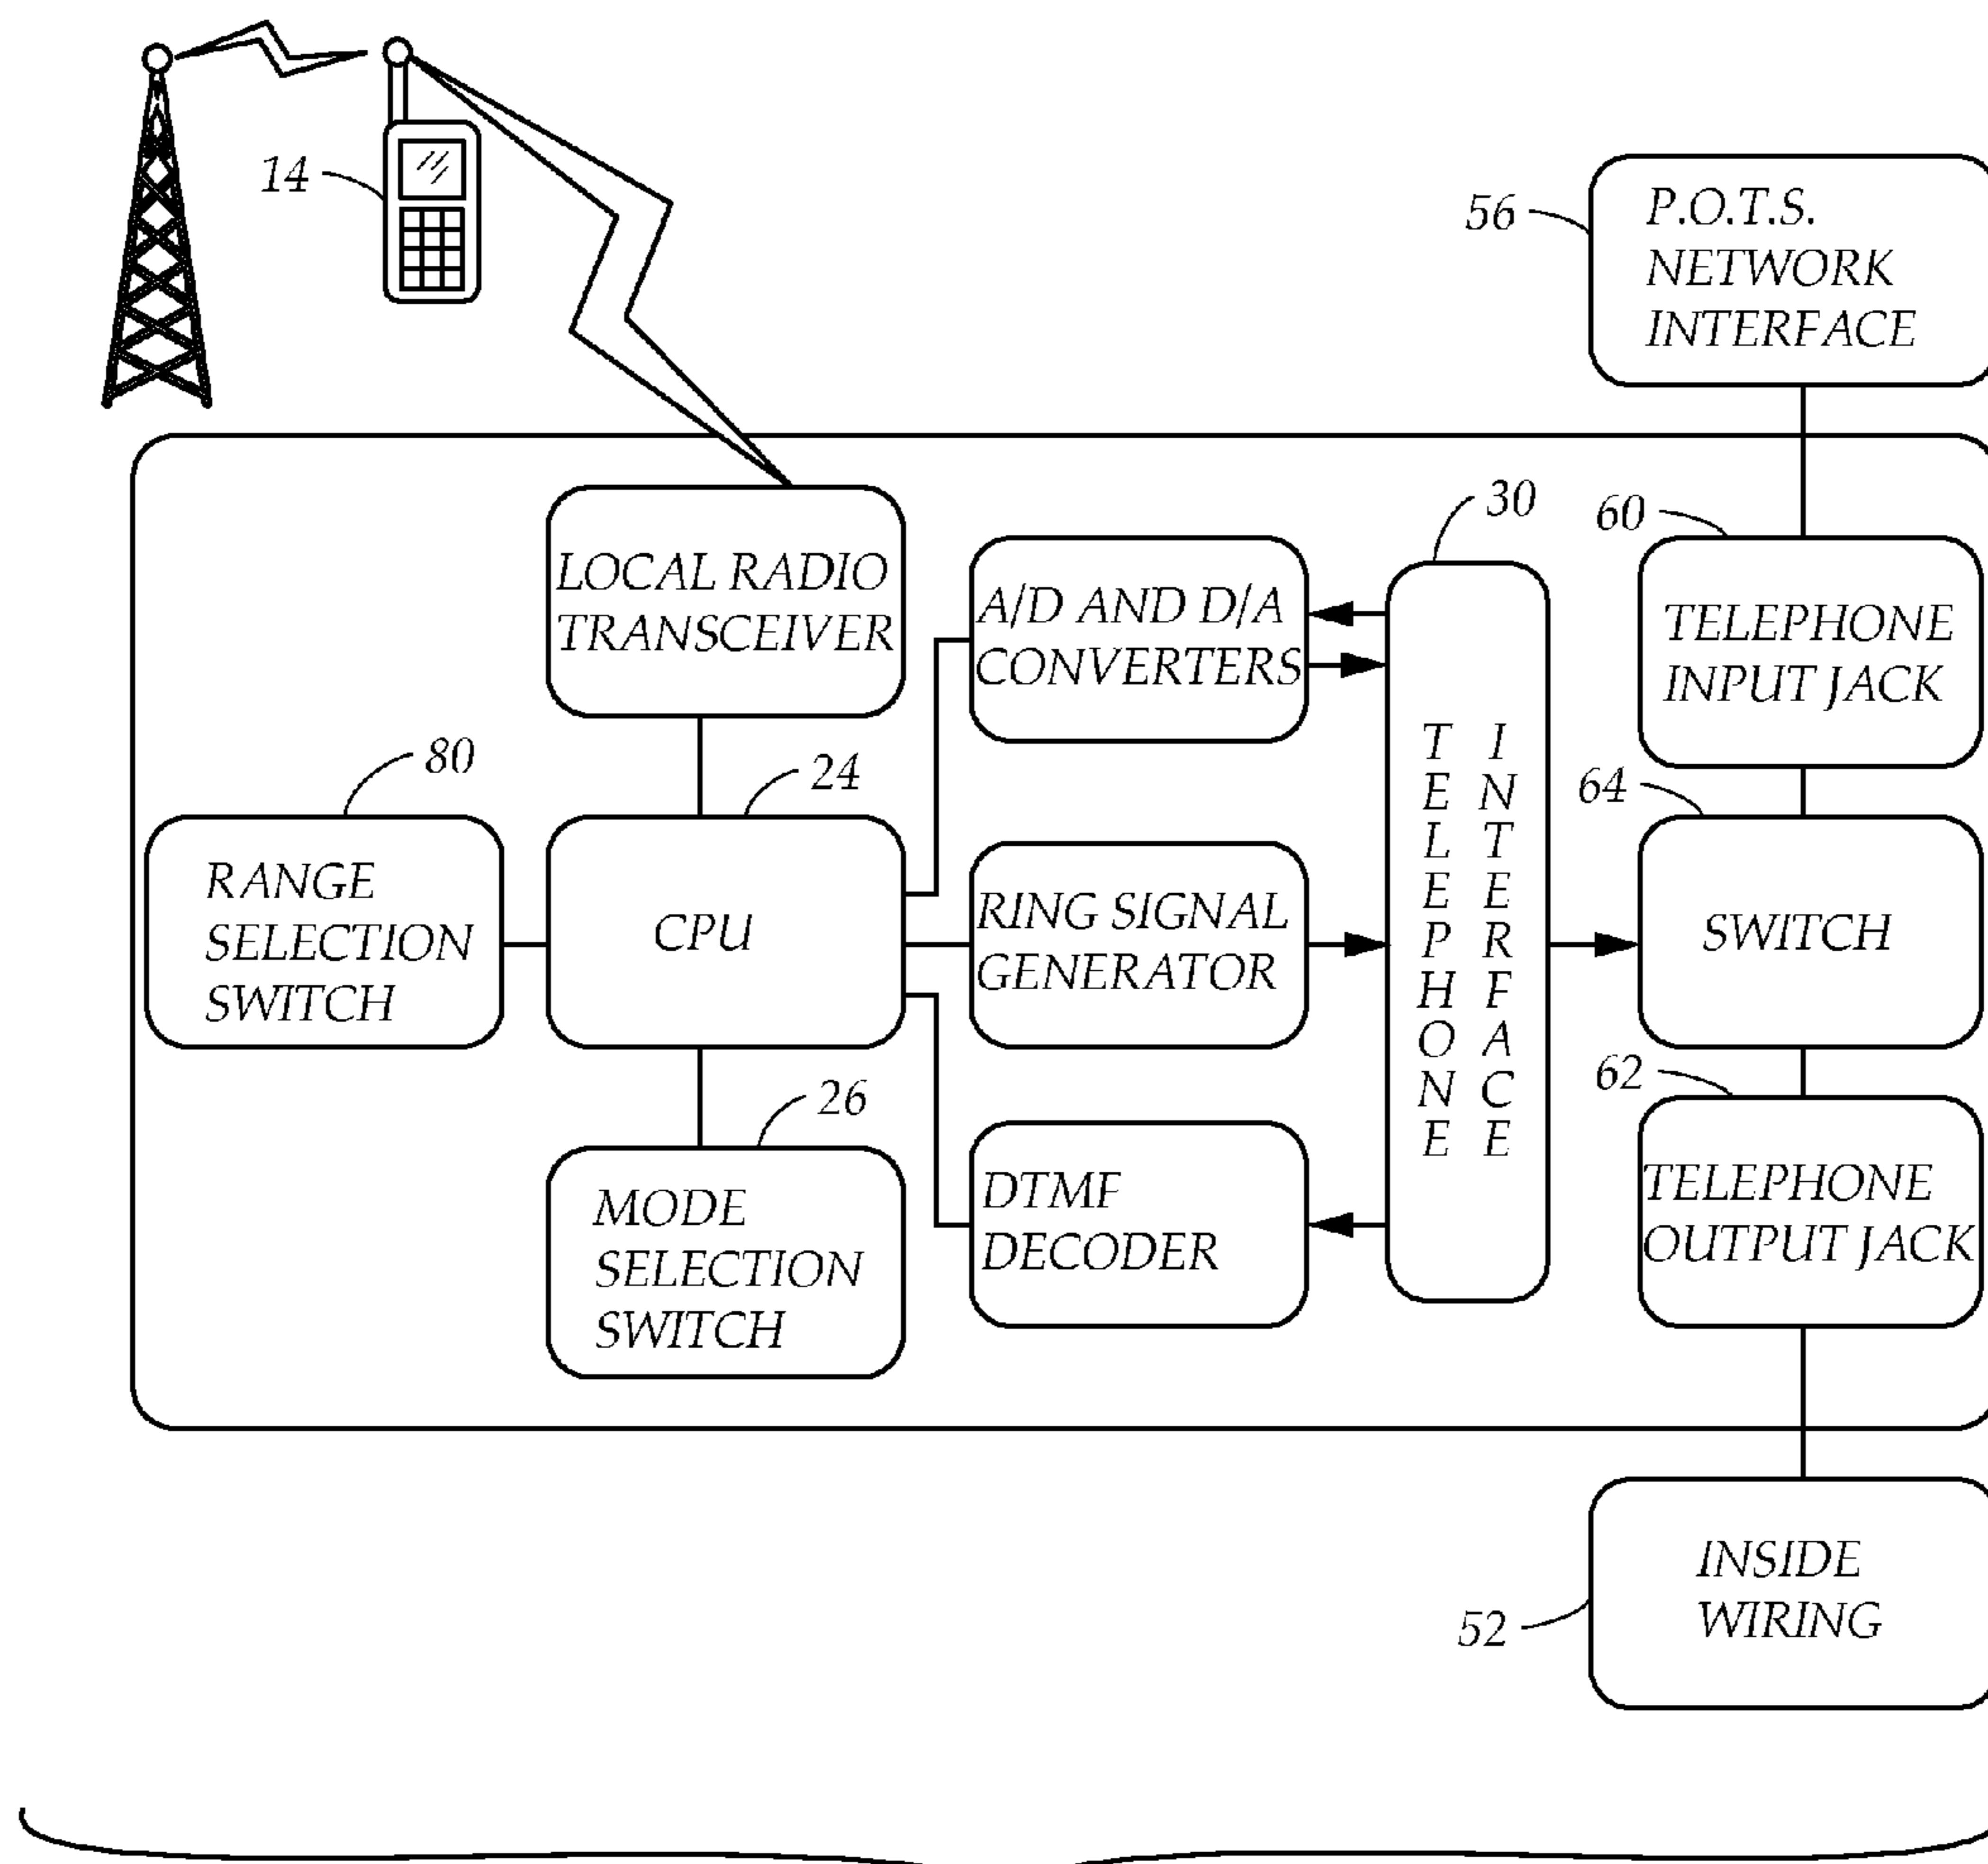 14
56
P.O.T.S.
NETWORK
INTERFACE
30
60
LOCAL RADIO
TRANSCEIVER
A/D AND D/A
CONVERTERS
TELEPHONE
INPUT JACK
80
24
64
TELEPHONE
INTERFACE
RANGE
SELECTION
SWITCH
CPU
RING SIGNAL
GENERATOR
SWITCH
26
62
MODE
SELECTION
SWITCH
DTMF
DECODER
TELEPHONE
OUTPUT JACK
52
INSIDE
WIRING